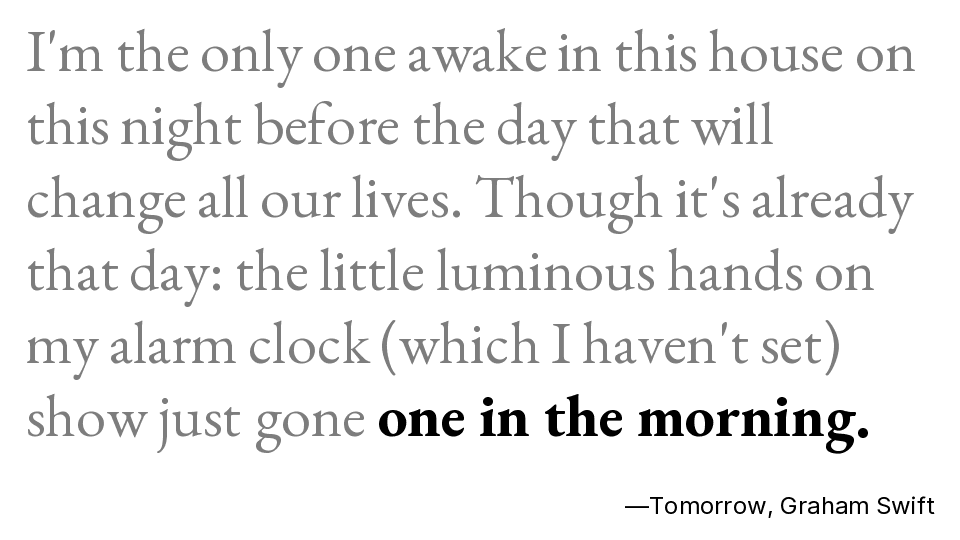 I'm the only one awake in this house on
this night before the day that will
change all our lives. Though it's already
that day: the little luminous hands on
my alarm clock (which I haven't set)
show just gone one in the morning.
—Tomorrow, Graham Swift